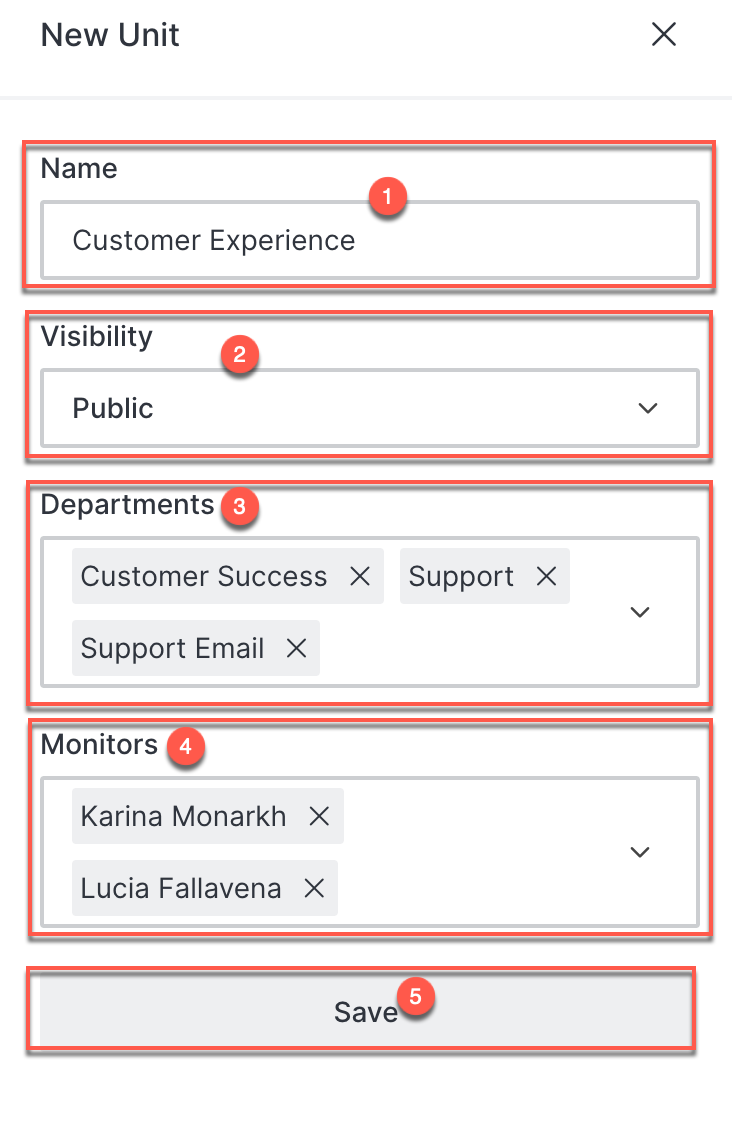 New Unit
Name
1
Customer Experience
Visibility
2
Public
Departments 3
Customer Success Support
Support Email
Monitors 4
Karina Monarkh
Lucia Fallavena
Save 5